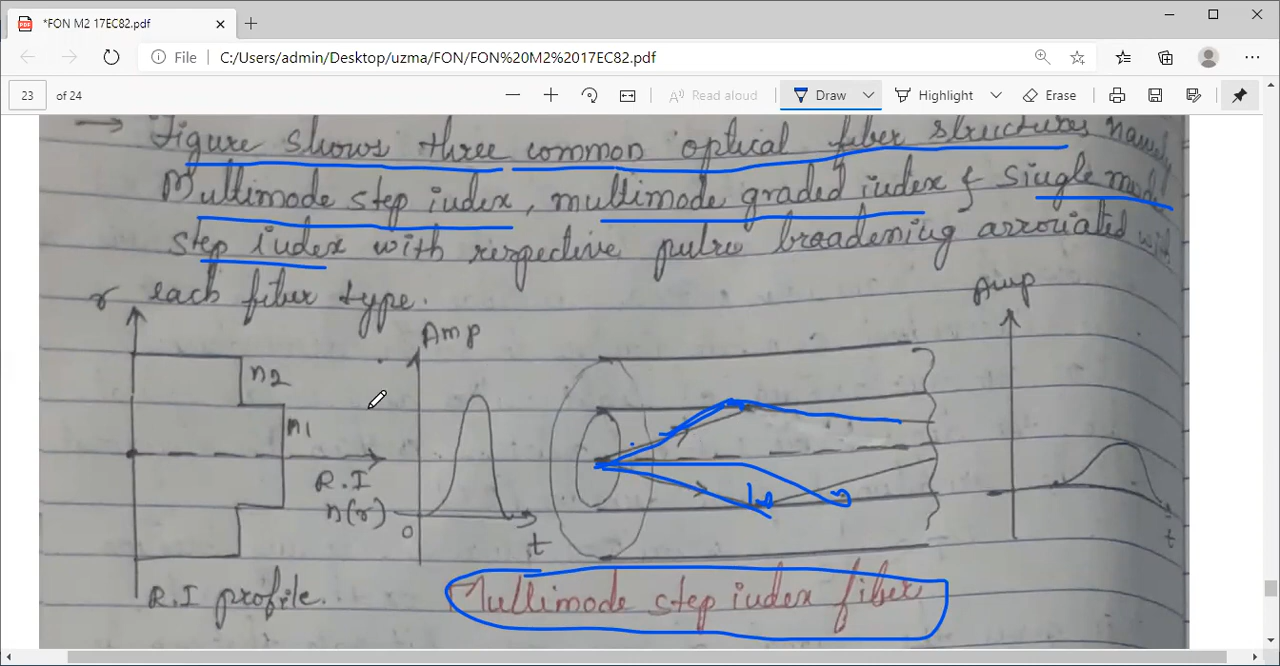 *FON M2 17EC82.pdf
File
C:/Users/admin/Desktop/uzma/FON/FON%20M2%2017EC82.pdf
23 of 24
Read aloud
Draw
Highlight
Erase
→ Figure shows three common optical fiber structures namely
Multimode step index, multimode graded index & single mode
step index with respective pulse broadening associated with
each fiber type.
r
n2
n1
R.I
n(r)
R.I profile.
Amp
0
t
Multimode step index fiber
Amp
t